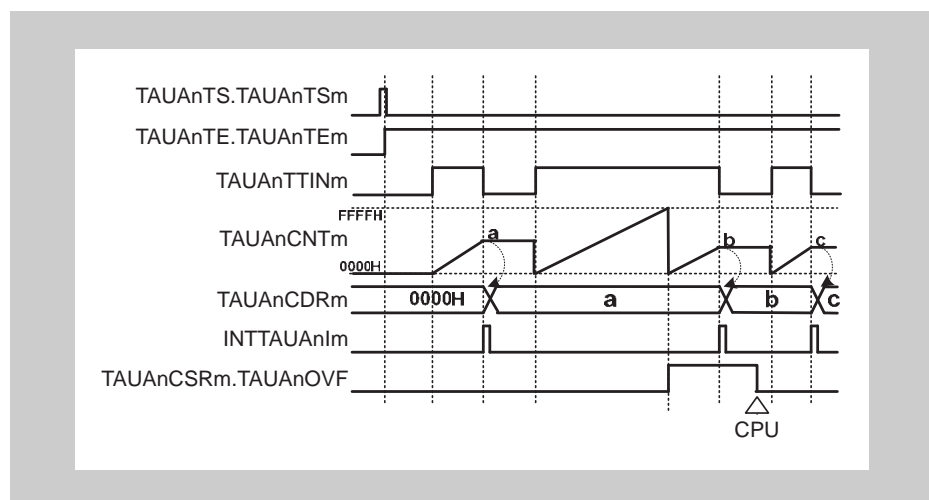 TAUAnTS.TAUAnTSm
TAUAnTE.TAUAnTEm
TAUAnTTINm
FFFFH
TAUAnCNTm
a
b
c
0000H
TAUAnCDRm
0000H
a
b
c
INTTAUAnIm
TAUAnCSRm.TAUAnOVF
CPU